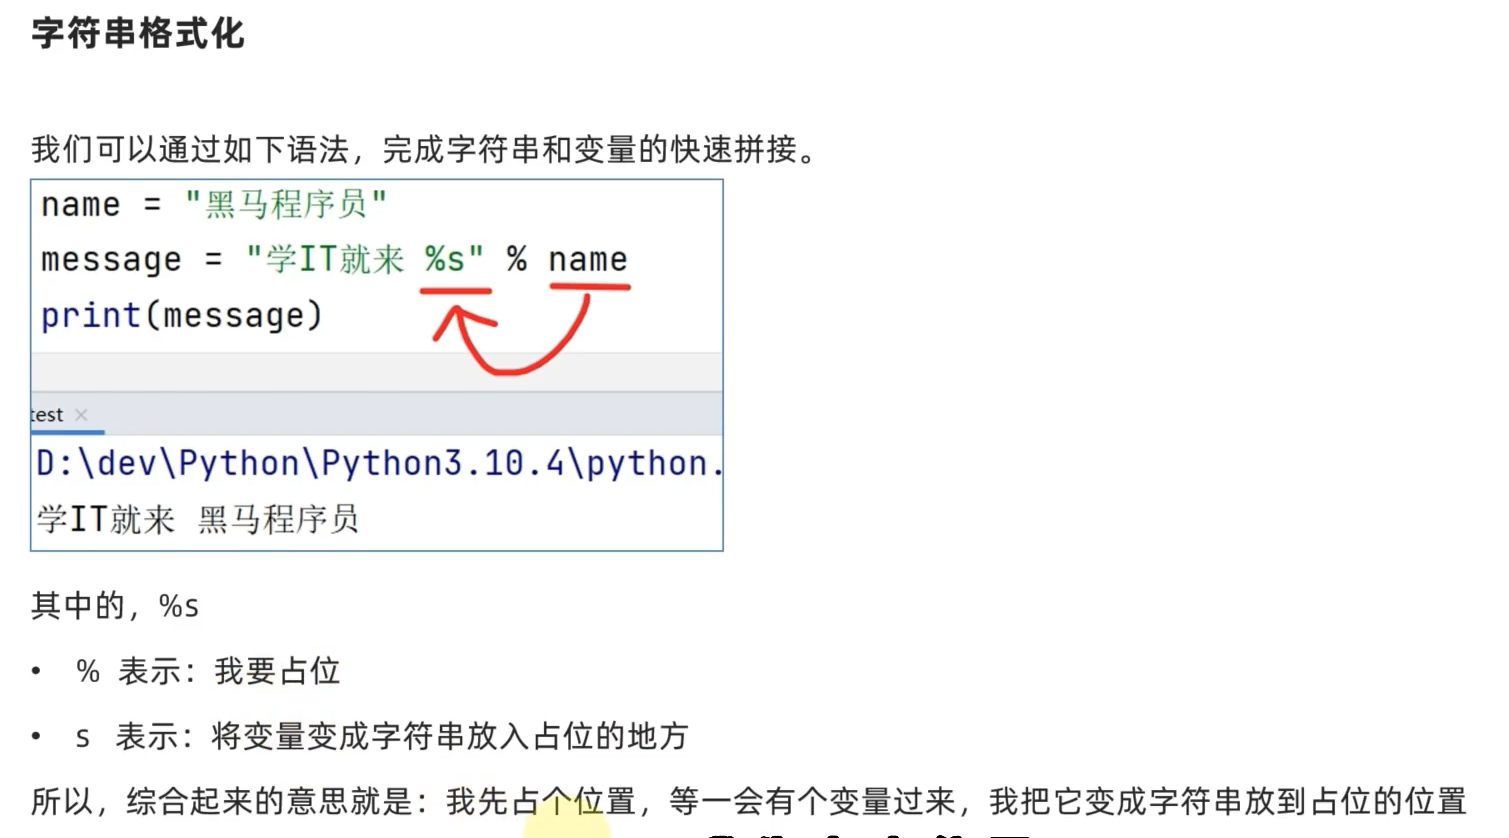 字符串格式化
我们可以通过如下语法，完成字符串和变量的快速拼接。
name = "黑马程序员"
message = "学IT就来 %s" % name
print(message)
test ×
D:\dev\Python\Python3.10.4\python.
学IT就来 黑马程序员
其中的，%s
• % 表示：我要占位
• s 表示：将变量变成字符串放入占位的地方
所以，综合起来的意思就是：我先占个位置，等一会有个变量过来，我把它变成字符串放到占位的位置